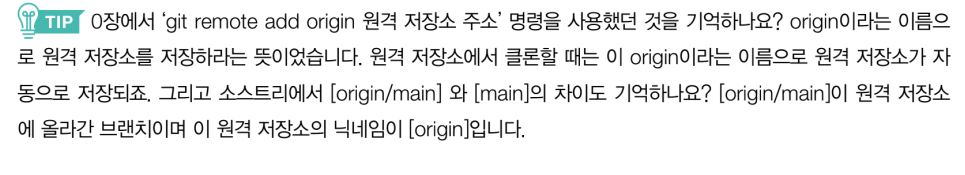 TIP 0장에서 ‘git remote add origin 원격 저장소 주소’ 명령을 사용했던 것을 기억하나요? origin이라는 이름으
로 원격 저장소를 저장하라는 뜻이었습니다. 원격 저장소에서 클론할 때는 이 origin이라는 이름으로 원격 저장소가 자
동으로 저장되죠. 그리고 소스트리에서 [origin/main] 와 [main]의 차이도 기억하나요? [origin/main]이 원격 저장소
에 올라간 브랜치이며 이 원격 저장소의 닉네임이 [origin]입니다.